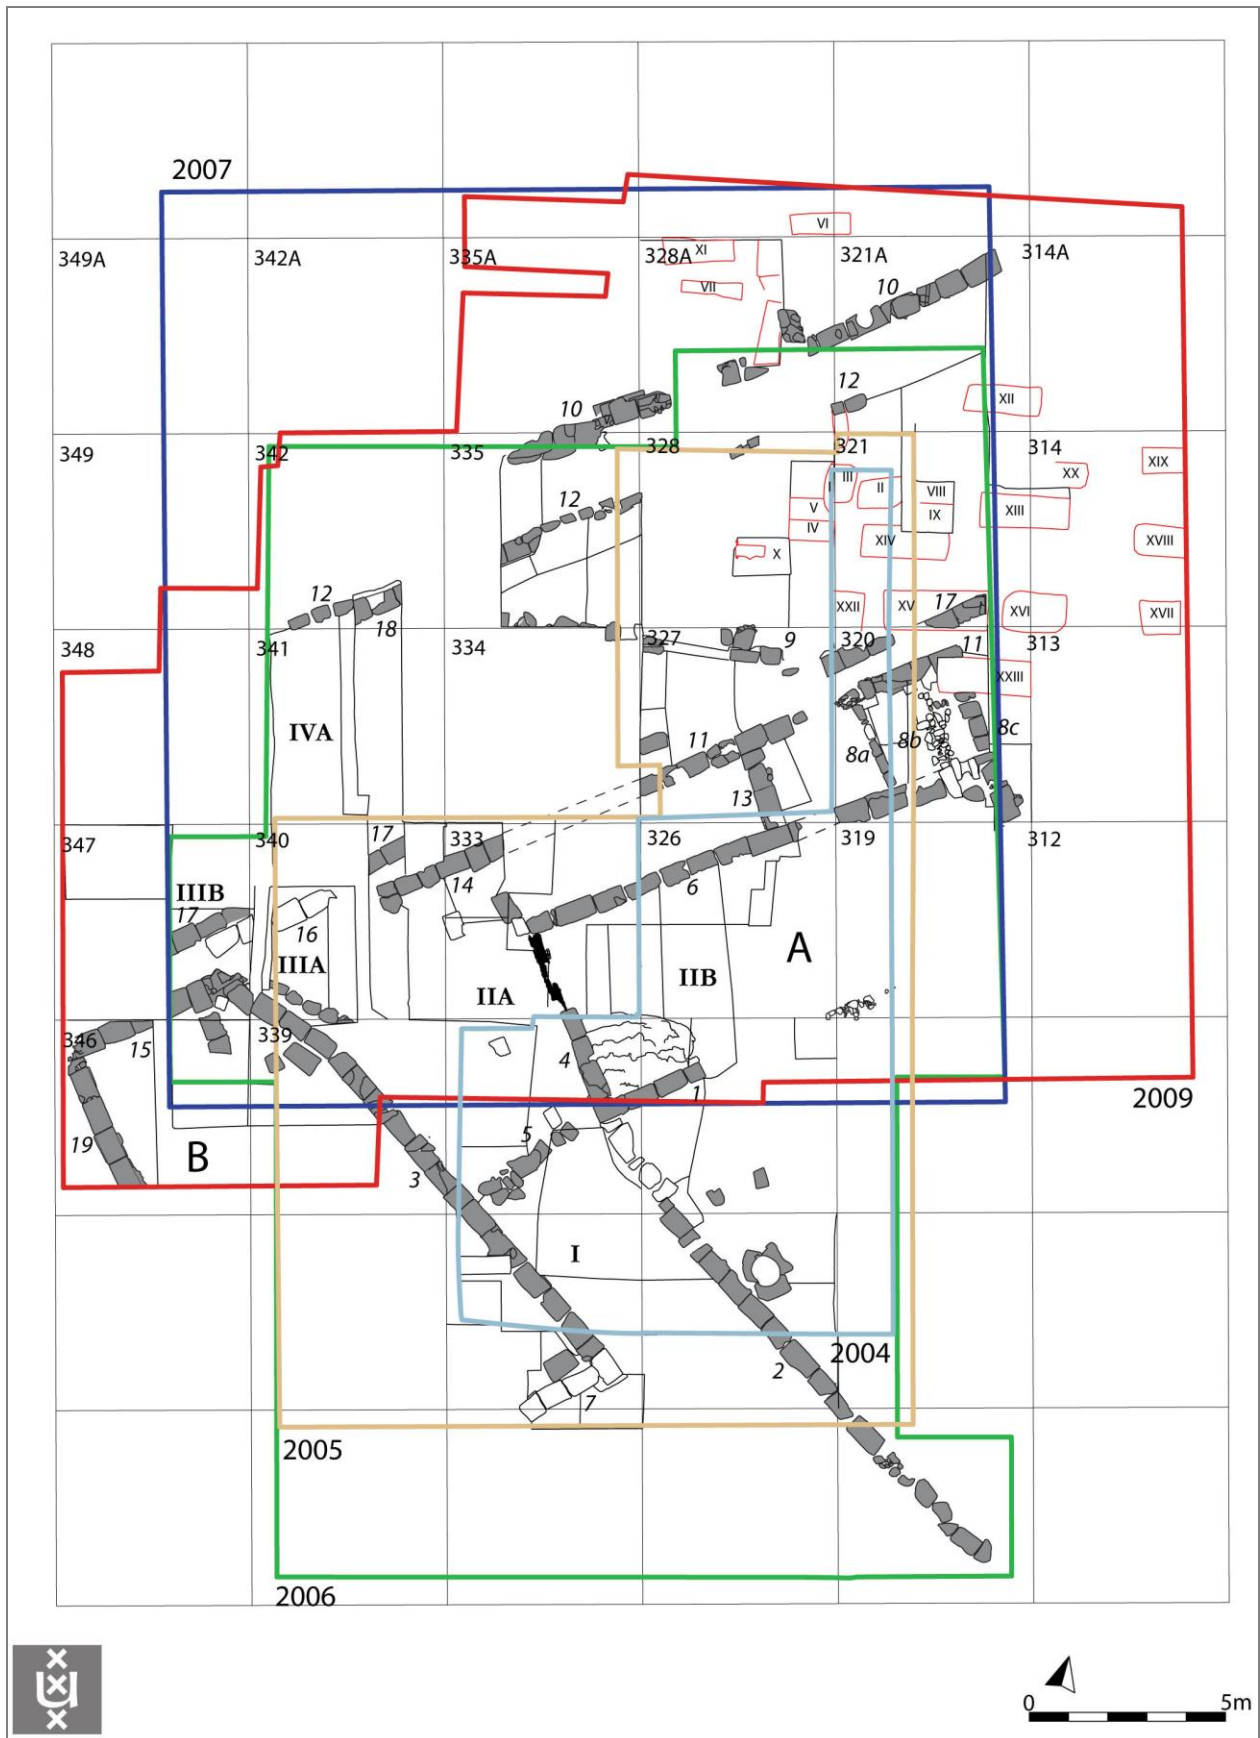 2007
VI
349A 342A 335A 328A XI 321A 314A
VII 10
12 XII
10
349 342 335 328 321 314 XIX
XX
III
I II VIII
12 V IX XIII
IV XIV XVIII
X
12 18 XXII XV 17 XVI XVII
348 341 334 327 9 320 11 313
XXIII
IVA 11 8a 8b 8c
13
347 340 17 333 326 319 312
IIIB 14 6
17 16 A
IIIA IIA IIB
346 15 339 4
1
2009
19 B 3 5
I
2004
2
7
2005
2006
U
0 5m